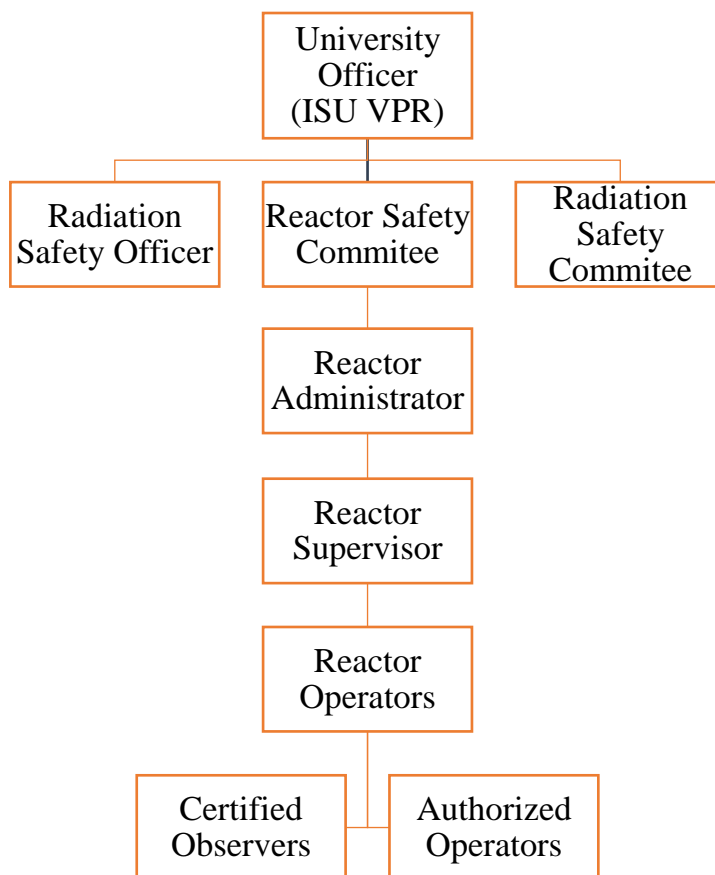 University
Officer
(ISU VPR)
Radiation
Safety Officer
Reactor Safety
Commitee
Radiation
Safety
Commitee
Reactor
Administrator
Reactor
Supervisor
Reactor
Operators
Certified
Observers
Authorized
Operators